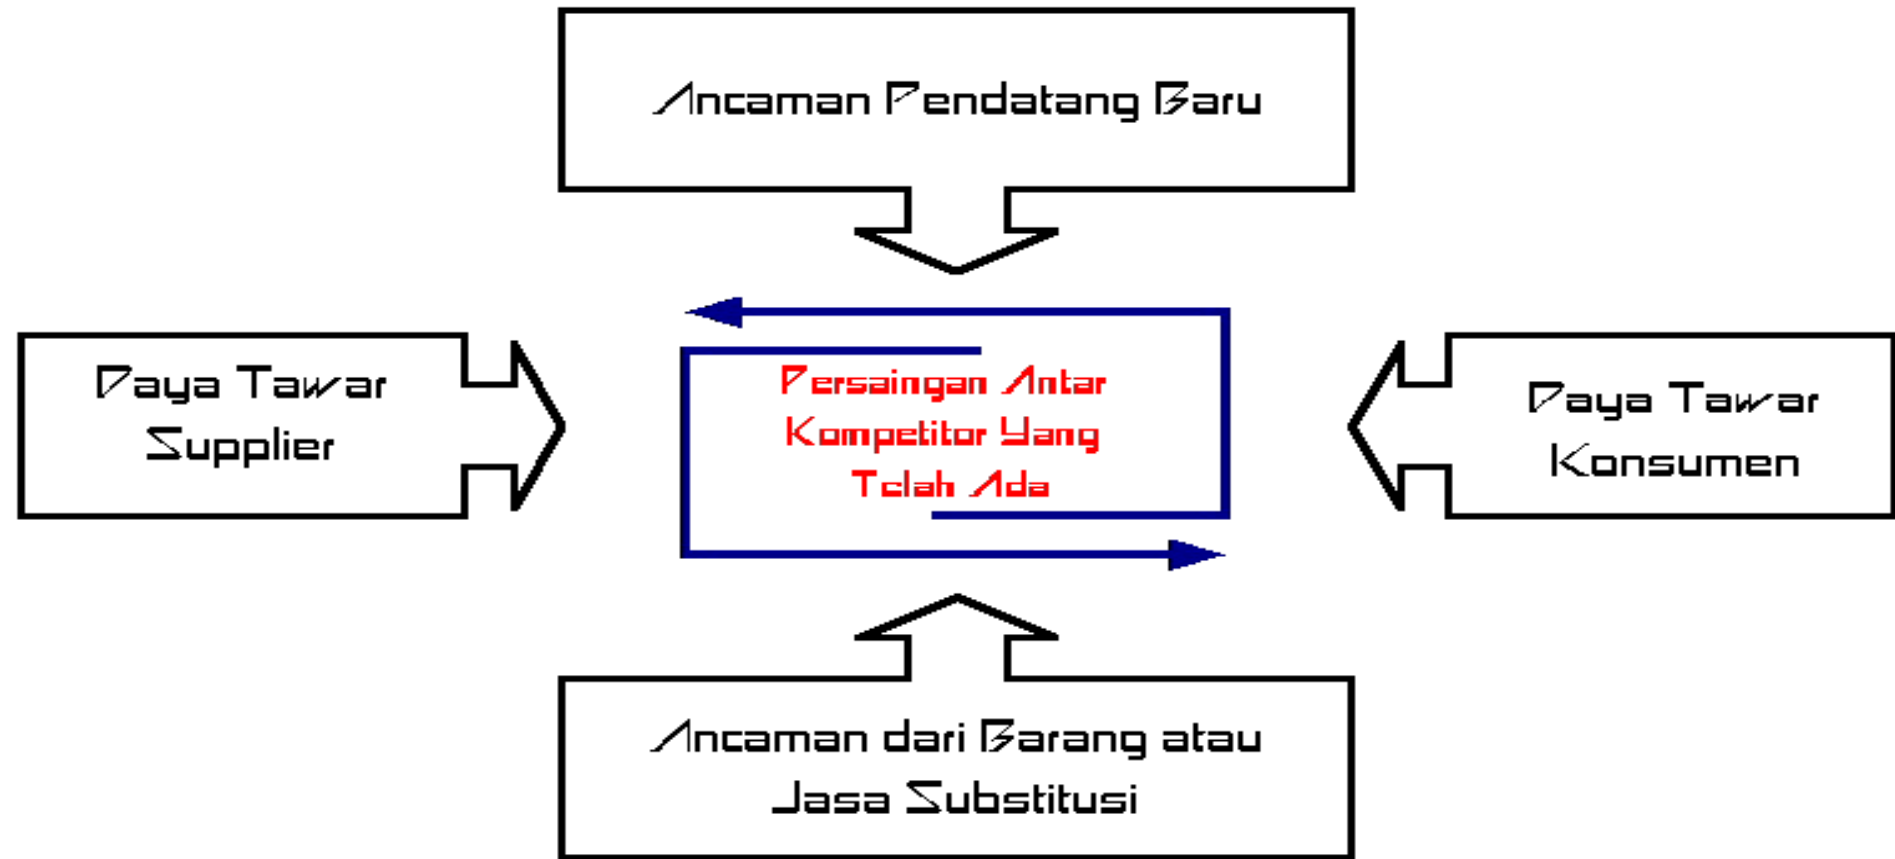 Ancaman Pendatang Baru
Daya Tawar
Supplier
Persaingan Antar
Kompetitor Yang
Telah Ada
Daya Tawar
Konsumen
Ancaman dari Barang atau
Jasa Substitusi